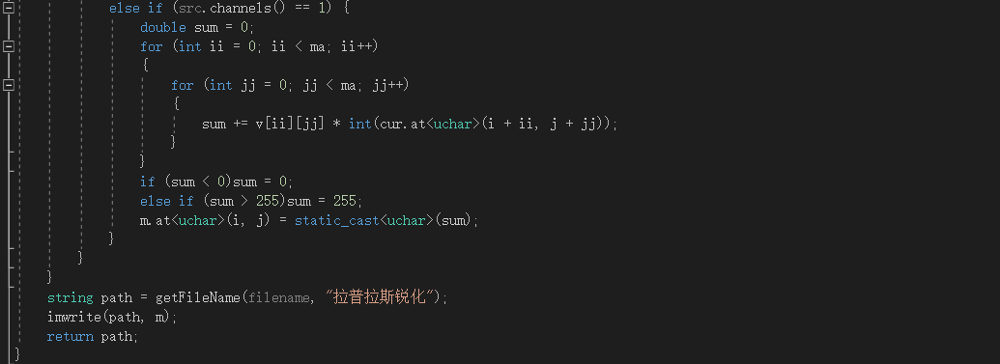 else if (src.channels() == 1) {
double sum = 0;
for (int ii = 0; ii < ma; ii++)
{
for (int jj = 0; jj < ma; jj++)
{
sum += v[ii][jj] * int(cur.at<uchar>(i + ii, j + jj));
}
}
if (sum < 0)sum = 0;
else if (sum > 255)sum = 255;
m.at<uchar>(i, j) = static_cast<uchar>(sum);
}
}
}
string path = getFileName(filename, "拉普拉斯锐化");
imwrite(path, m);
return path;
}